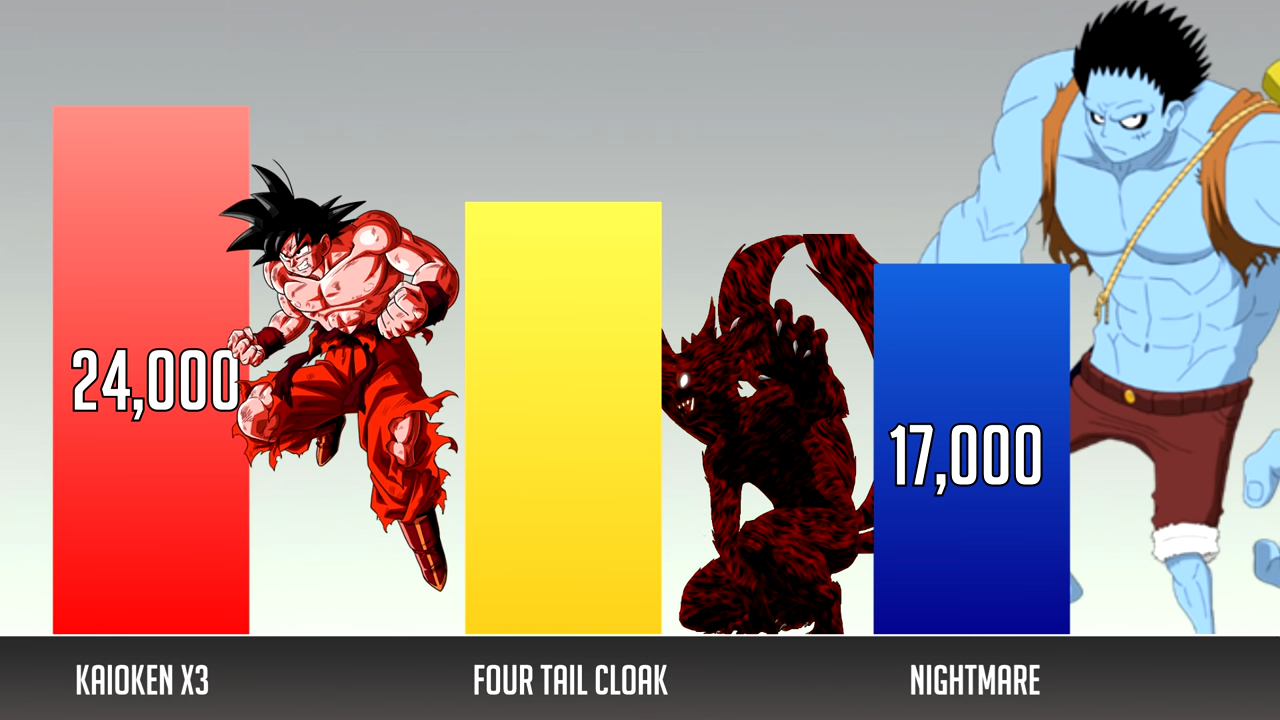 24,000
17,000
KAIOKEN X3
FOUR TAIL CLOAK
NIGHTMARE